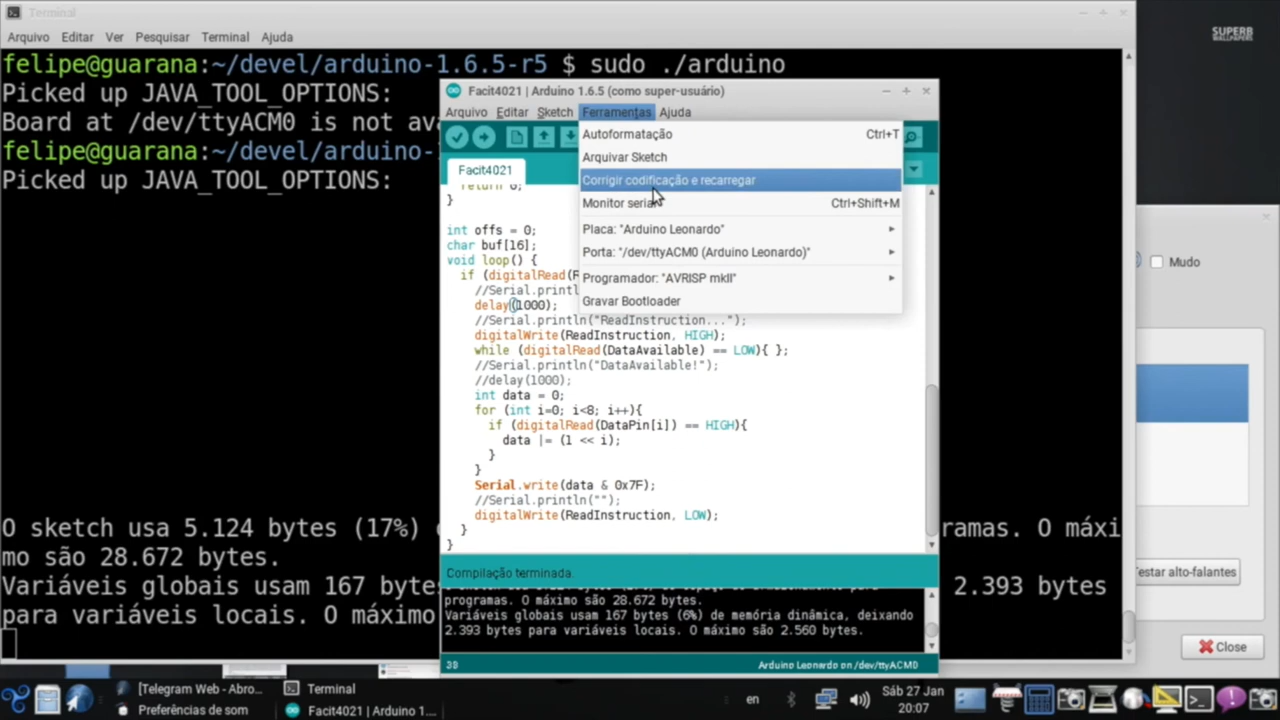 Terminal
Arquivo Editar Ver Pesquisar Terminal Ajuda
felipe@guarana:~/devel/arduino-1.6.5-r5 $ sudo ./arduino
Picked up JAVA_TOOL_OPTIONS:
Board at /dev/ttyACM0 is not av
felipe@guarana:~/devel/arduino-
Picked up JAVA_TOOL_OPTIONS:
O sketch usa 5.124 bytes (17%)
ramas. O máxi
mo são 28.672 bytes.
Variáveis globais usam 167 byte
2.393 bytes
para variáveis locais. O máximo
SUPERB
WALLPAPERS
Facit4021 | Arduino 1.6.5 (como super-usuário)
Arquivo Editar Sketch Ferramentas Ajuda
Autoformatação Ctrl+T
Arquivar Sketch
Corrigir codificação e recarregar
Monitor serial Ctrl+Shift+M
Placa: "Arduino Leonardo"
Porta: "/dev/ttyACM0 (Arduino Leonardo)"
Programador: "AVRISP mkII"
Gravar Bootloader
Facit4021
return 0;
}
int offs = 0;
char buf[16];
void loop() {
if (digitalRead(R
//Serial.println
delay(1000);
//Serial.println("ReadInstruction...");
digitalWrite(ReadInstruction, HIGH);
while (digitalRead(DataAvailable) == LOW){ };
//Serial.println("DataAvailable!");
//delay(1000);
int data = 0;
for (int i=0; i<8; i++){
if (digitalRead(DataPin[i]) == HIGH){
data |= (1 << i);
}
}
Serial.write(data & 0x7F);
//Serial.println("");
digitalWrite(ReadInstruction, LOW);
}
}
Compilação terminada.
programas. O máximo são 28.672 bytes.
Variáveis globais usam 167 bytes (6%) de memória dinâmica, deixando
2.393 bytes para variáveis locais. O máximo são 2.560 bytes.
38
Arduino Leonardo on /dev/ttyACM0
Mudo
Testar alto-falantes
Close
[Telegram Web - Abro...
Terminal
Preferências de som
Facit4021 | Arduino 1....
en
Sáb 27 Jan
20:07